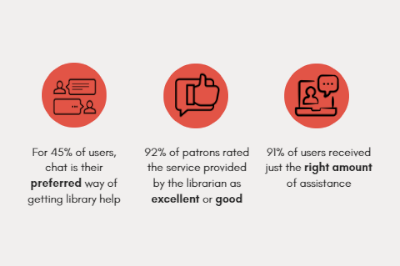 For 45% of users,
chat is their
preferred way of
getting library help
92% of patrons rated
the service provided
by the librarian as
excellent or good
91% of users received
just the right amount
of assistance